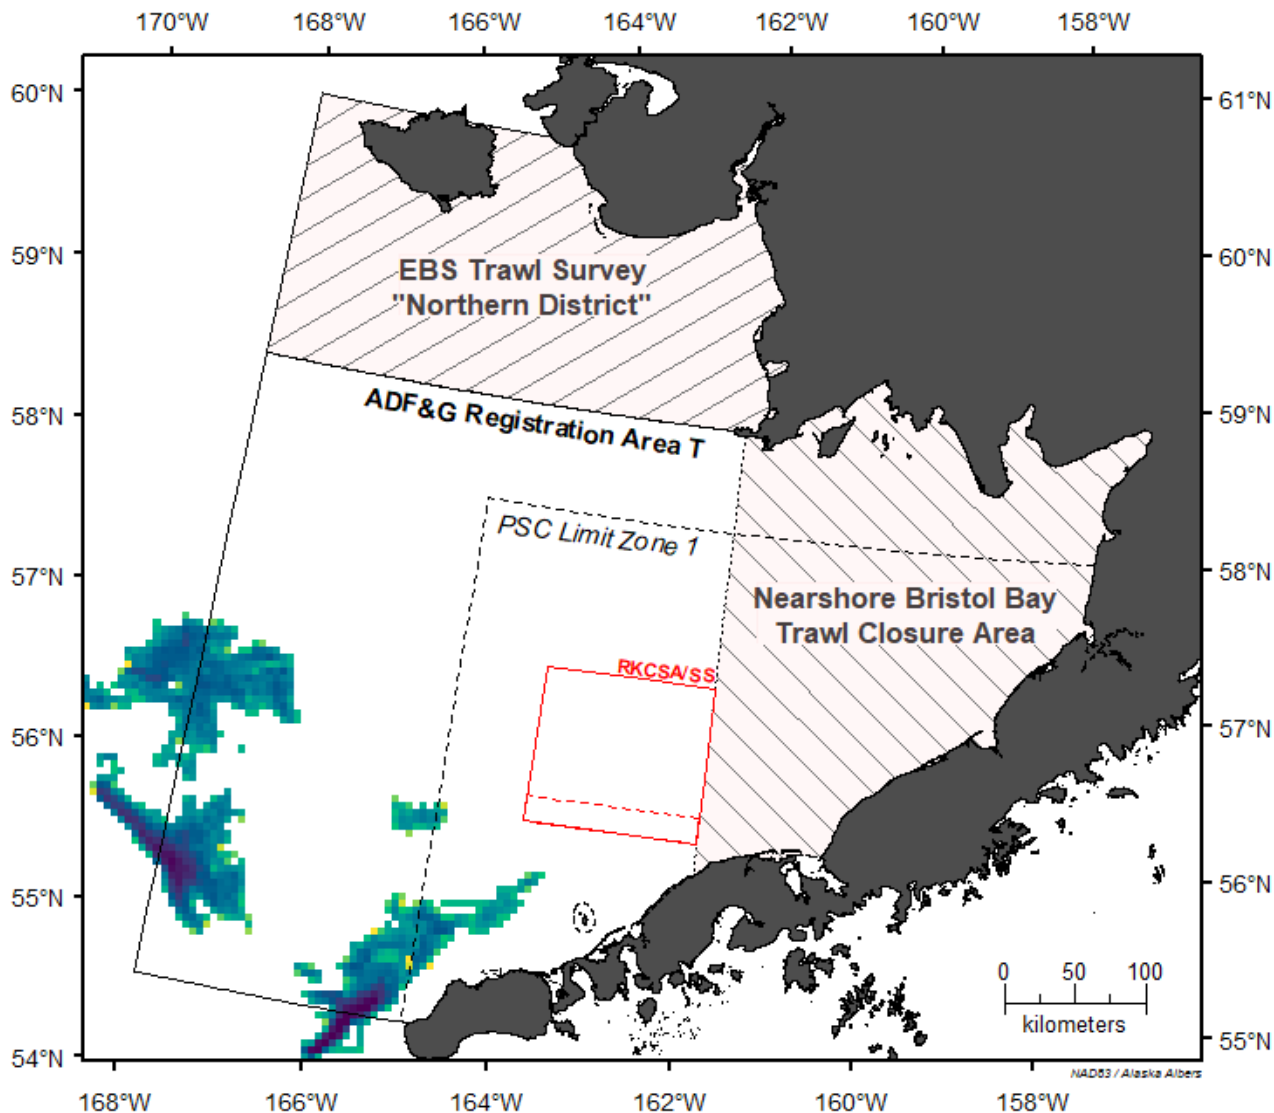 170°W 168°W 166°W 164°W 162°W 160°W 158°W
60°N
61°N
59°N
60°N
EBS Trawl Survey
"Northern District"
58°N
59°N
ADF&G Registration Area T
PSC Limit Zone 1
57°N
58°N
Nearshore Bristol Bay
Trawl Closure Area
RKCSA/SS
56°N
57°N
55°N
56°N
0 50 100
kilometers
54°N
55°N
NAD83 / Alaska Albers
168°W 166°W 164°W 162°W 160°W 158°W